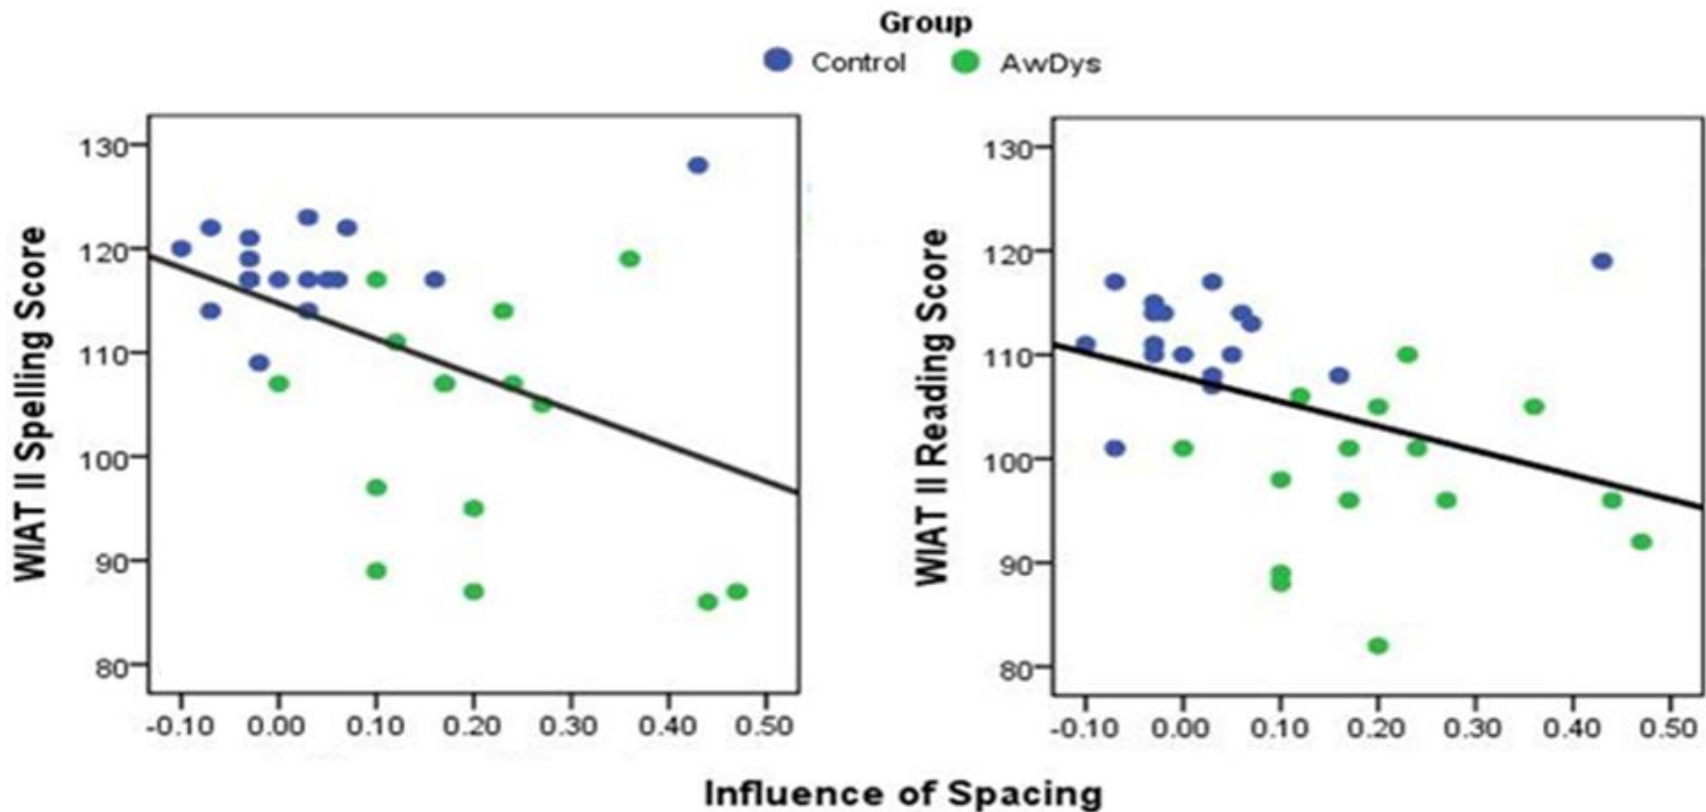 Group
Control AwDys
WIAT II Spelling Score
130
120
110
100
90
80
-0.10 0.00 0.10 0.20 0.30 0.40 0.50
WIAT II Reading Score
130
120
110
100
90
80
-0.10 0.00 0.10 0.20 0.30 0.40 0.50
Influence of Spacing